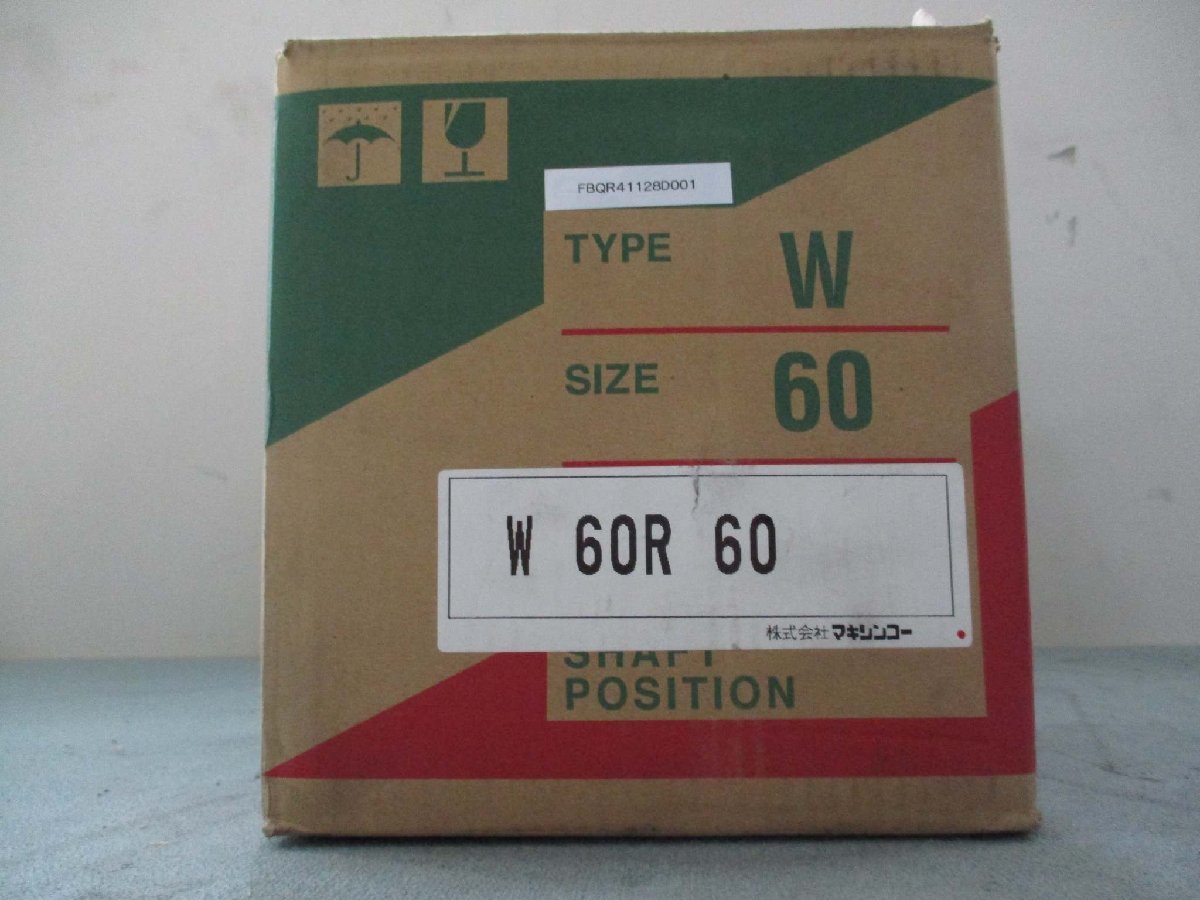 FBQR41128D001
TYPE W
SIZE 60
W 60R 60
株式会社 マキシンコー
SHAFT
POSITION